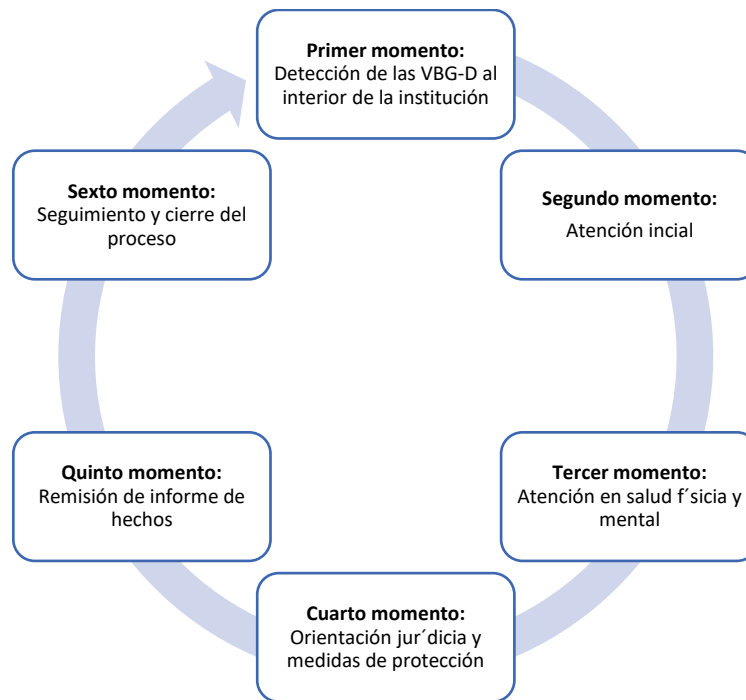 Primer momento:
Detección de las VBG-D al
interior de la institución
Segundo momento:
Atención incial
Tercer momento:
Atención en salud f´sicia y
mental
Cuarto momento:
Orientación jur´dicia y
medidas de protección
Quinto momento:
Remisión de informe de
hechos
Sexto momento:
Seguimiento y cierre del
proceso